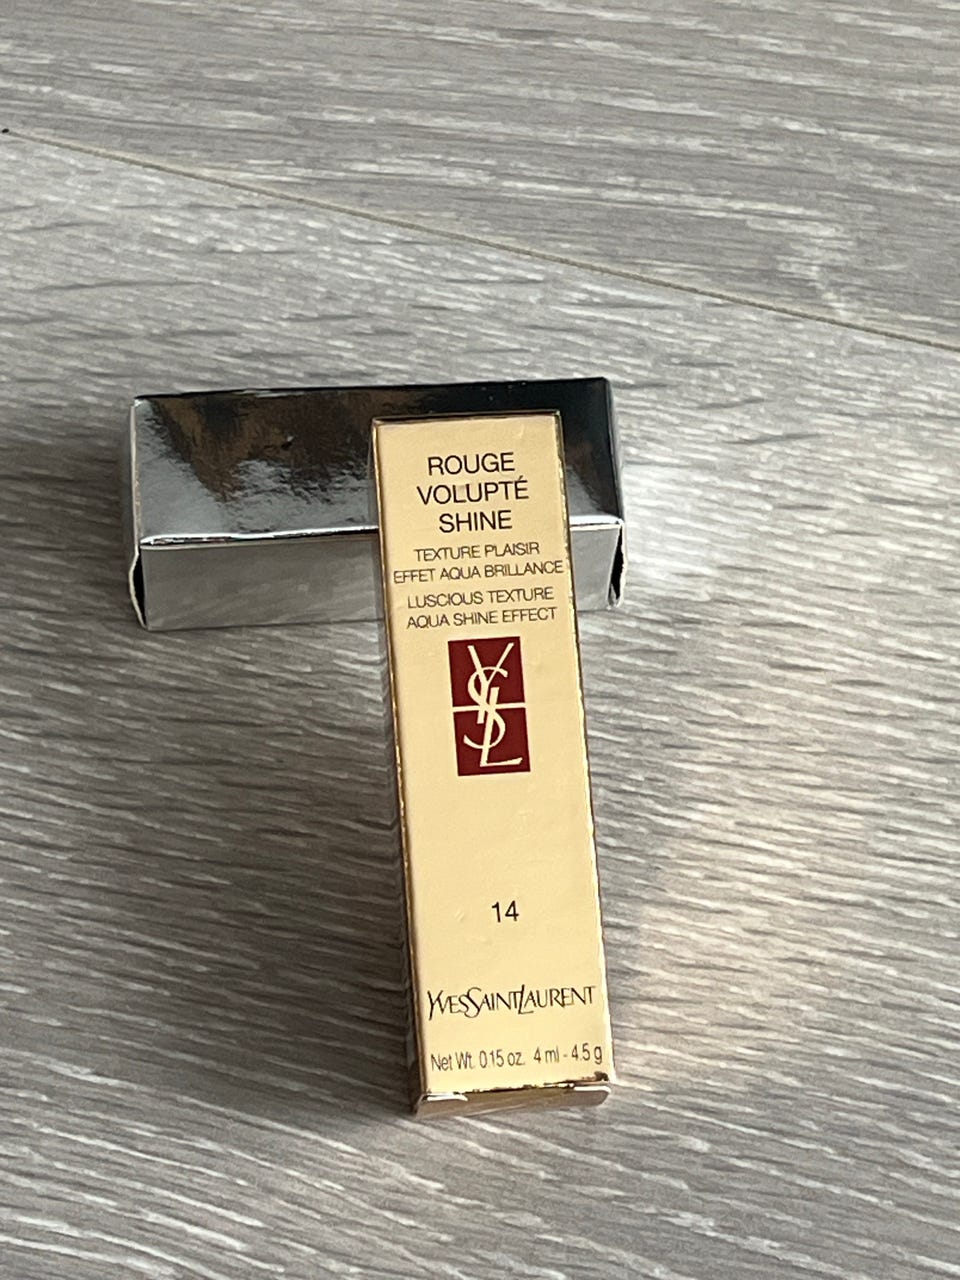 ROUGE
VOLUPTÉ
SHINE
TEXTURE PLAISIR
EFFET AQUA BRILLANCE
LUSCIOUS TEXTURE
AQUA SHINE EFFECT
YSL
14
YVESSAINTLAURENT
Net Wt. 0.15 oz. 4 ml - 4.5 g